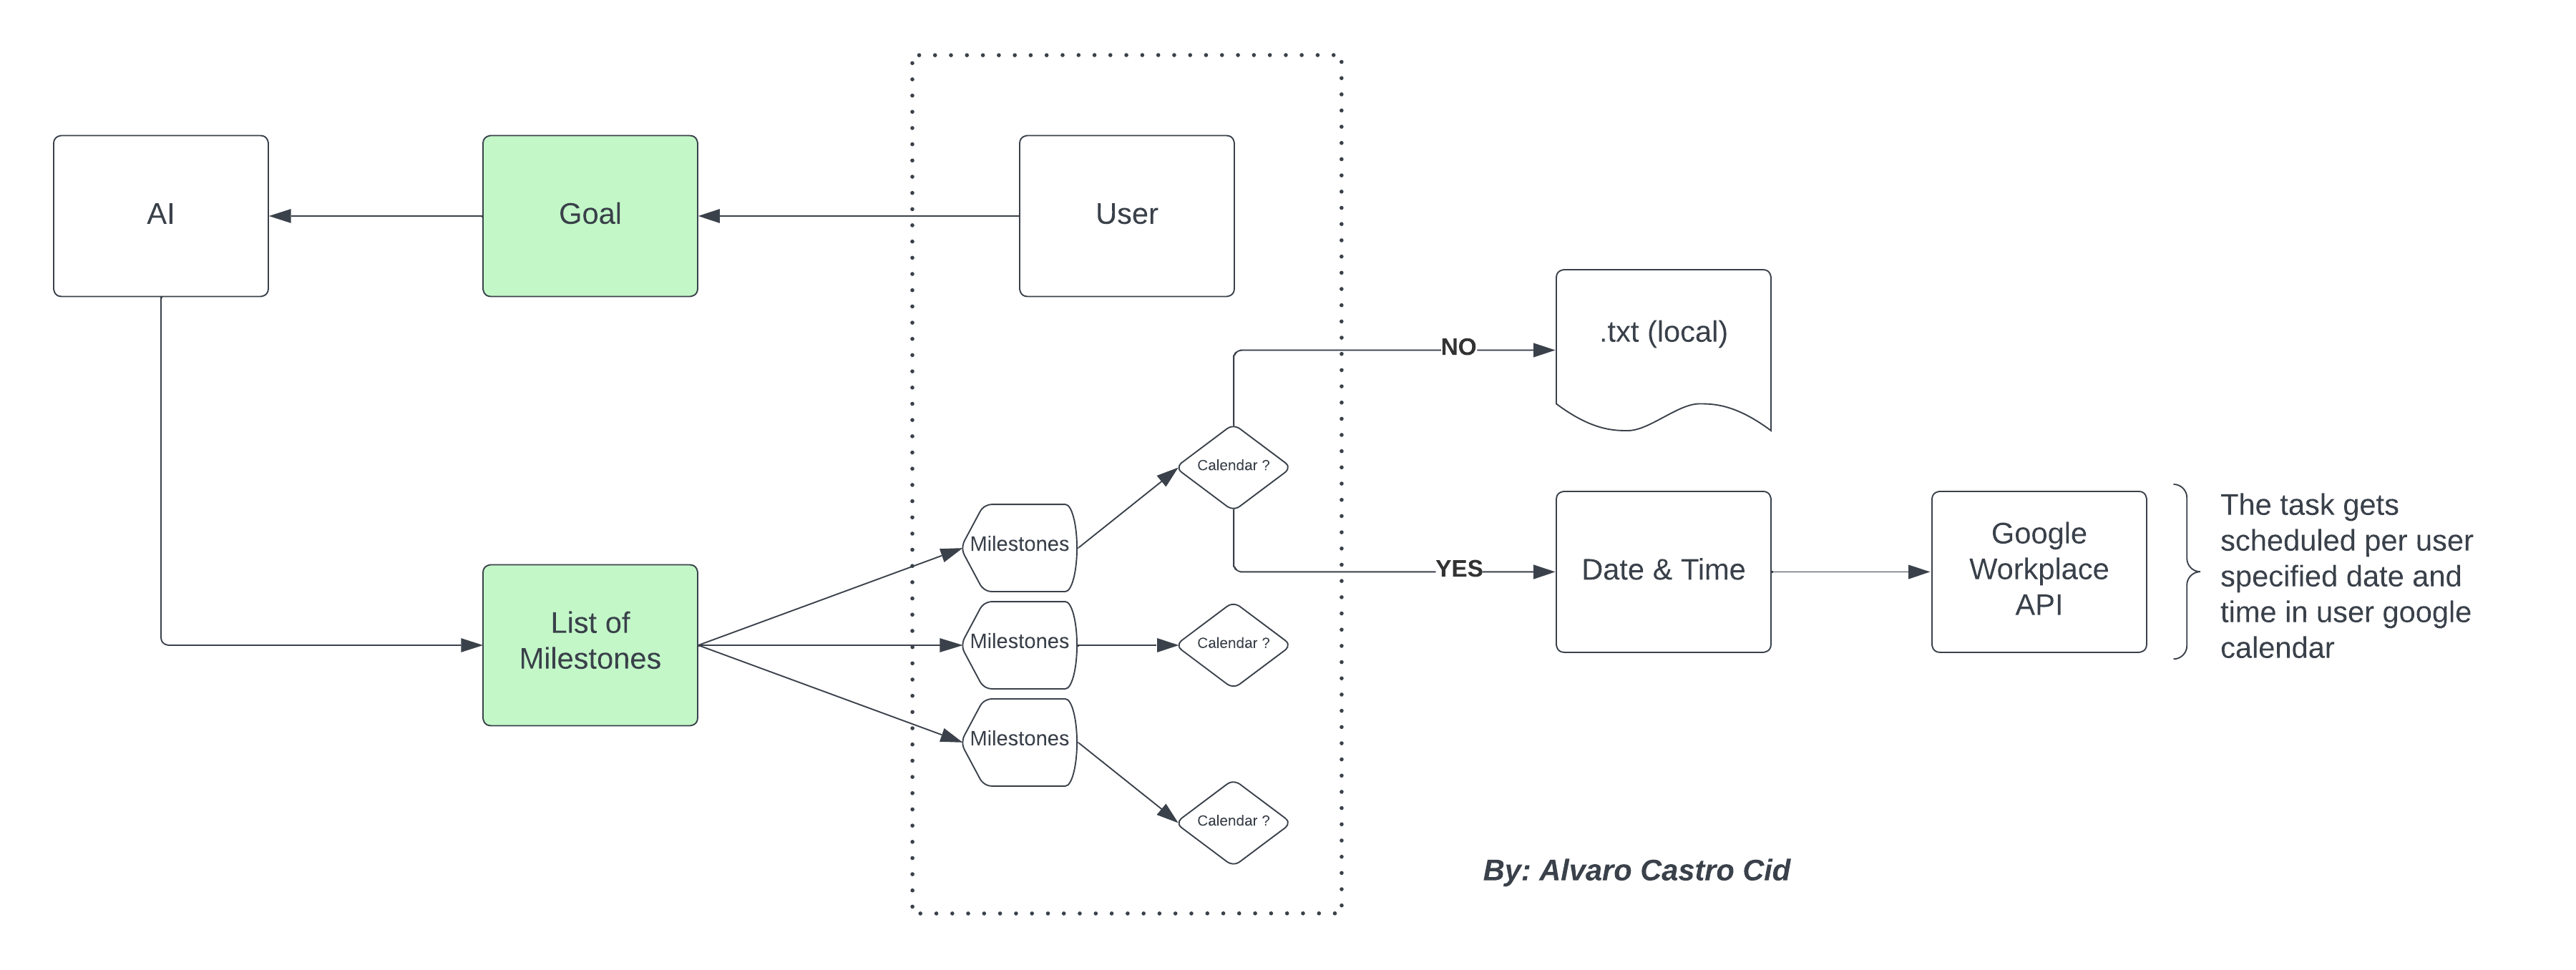 AI
Goal
User
NO
.txt (local)
Calendar ?
Milestones
YES
Date & Time
Google
Workplace
API
The task gets
scheduled per user
specified date and
time in user google
calendar
List of
Milestones
Milestones
Calendar ?
Milestones
Calendar ?
By: Alvaro Castro Cid